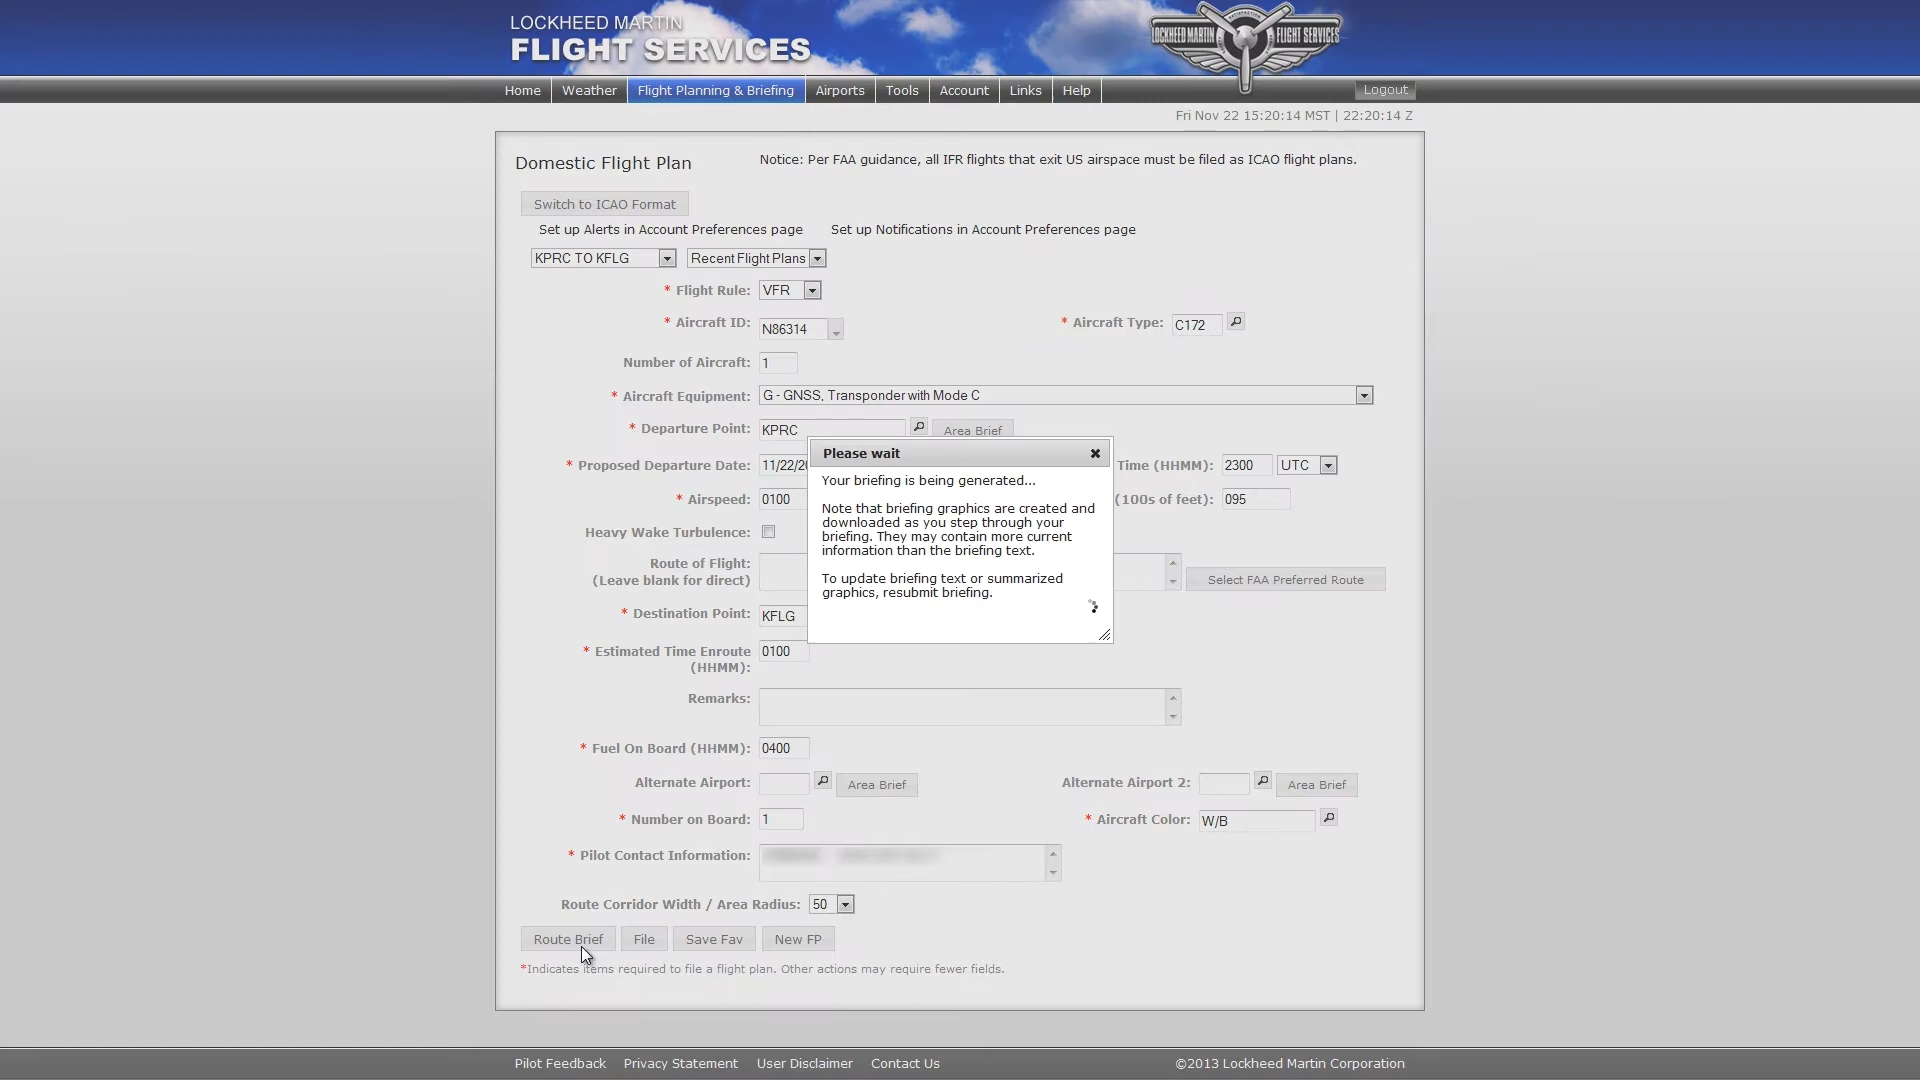 LOCKHEED MARTIN
FLIGHT SERVICES
LOCKHEED MARTIN FLIGHT SERVICES
Home Weather Flight Planning & Briefing Airports Tools Account Links Help Logout
Fri Nov 22 15:20:14 MST | 22:20:14 Z
Domestic Flight Plan
Notice: Per FAA guidance, all IFR flights that exit US airspace must be filed as ICAO flight plans.
Switch to ICAO Format
Set up Alerts in Account Preferences page Set up Notifications in Account Preferences page
KPRC TO KFLG Recent Flight Plans
* Flight Rule: VFR
* Aircraft ID: N86314 * Aircraft Type: C172
Number of Aircraft: 1
* Aircraft Equipment: G - GNSS, Transponder with Mode C
* Departure Point: KPRC Area Brief
* Proposed Departure Date: 11/22/20 Time (HHMM): 2300 UTC
* Airspeed: 0100 (100s of feet): 095
Heavy Wake Turbulence:
Route of Flight:
(Leave blank for direct) Select FAA Preferred Route
* Destination Point: KFLG
* Estimated Time Enroute 0100
(HHMM):
Remarks:
* Fuel On Board (HHMM): 0400
Alternate Airport: Area Brief Alternate Airport 2: Area Brief
* Number on Board: 1 * Aircraft Color: W/B
* Pilot Contact Information:
Route Corridor Width / Area Radius: 50
Route Brief File Save Fav New FP
*Indicates items required to file a flight plan. Other actions may require fewer fields.
Please wait
Your briefing is being generated...
Note that briefing graphics are created and
downloaded as you step through your
briefing. They may contain more current
information than the briefing text.
To update briefing text or summarized
graphics, resubmit briefing.
Pilot Feedback Privacy Statement User Disclaimer Contact Us ©2013 Lockheed Martin Corporation